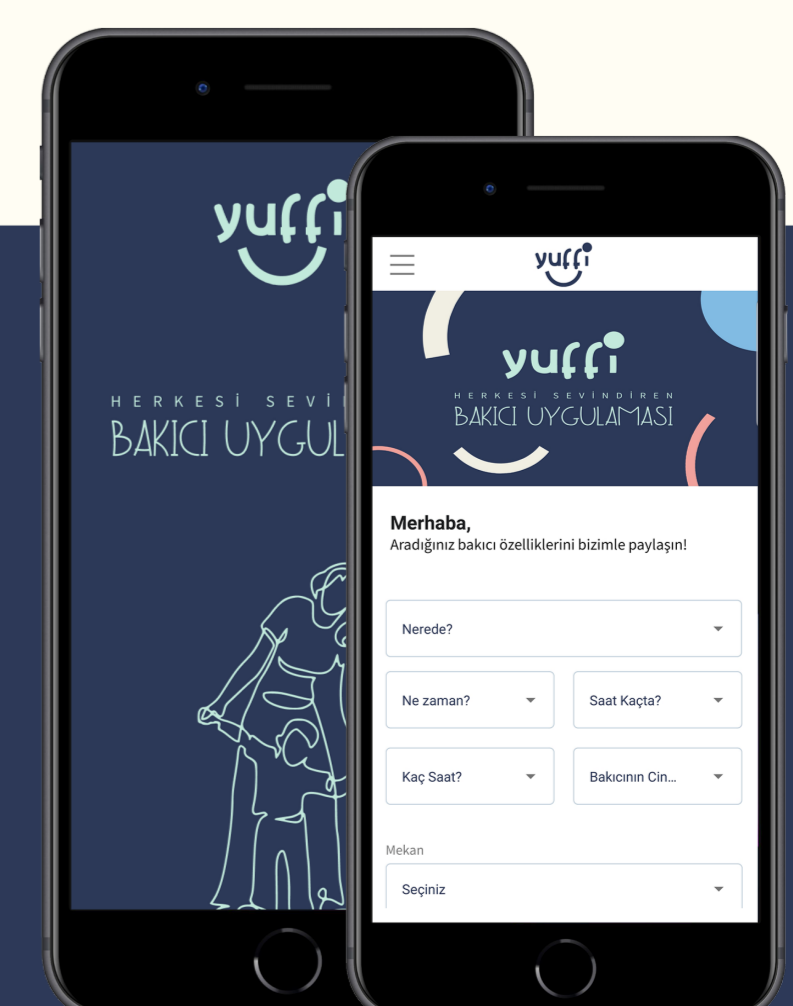 yuffi
HERKESİ SEVİ
BAKICI UYGUL
yuffi
yuffi
HERKESİ SEVİNDİREN
BAKICI UYGULAMASI
Merhaba,
Aradığınız bakıcı özelliklerini bizimle paylaşın!
Nerede?
Ne zaman?
Saat Kaçta?
Kaç Saat?
Bakıcının Cin...
Mekan
Seçiniz